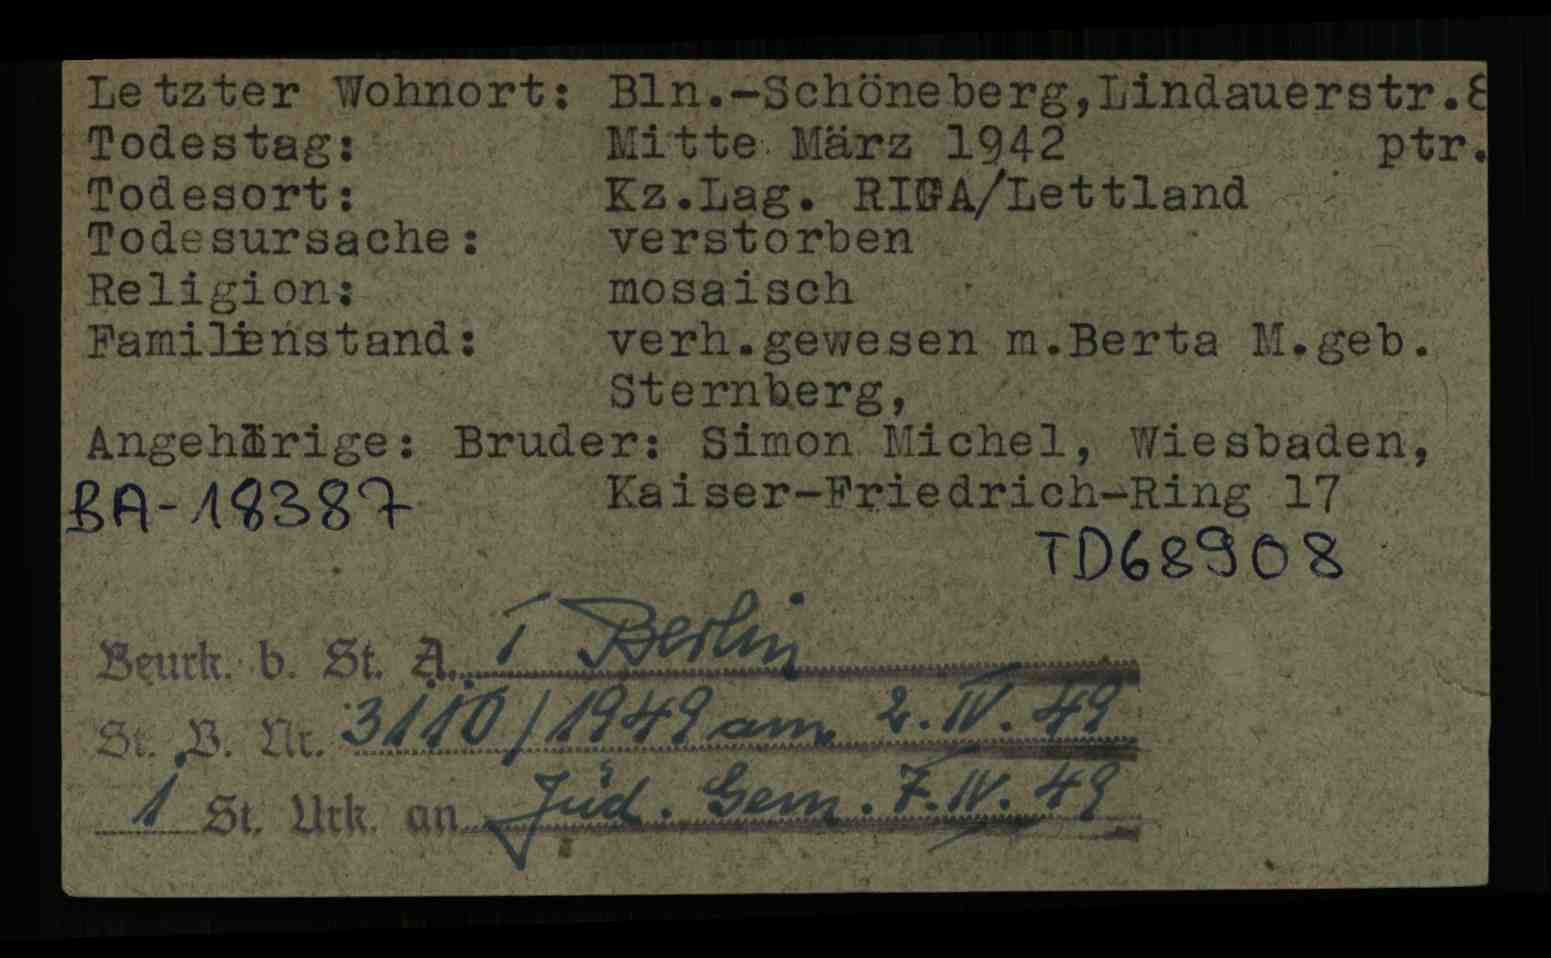 Letzter Wohnort: Bln.-Schöneberg,Lindauerstr.8
Todestag: Mitte März 1942 ptr.
Todesort: Kz.Lag. RIGA/Lettland
Todesursache: verstorben
Religion: mosaisch
Familienstand: verh.gewesen m.Berta M.geb.
Sternberg,
Angehörige: Bruder: Simon Michel, Wiesbaden,
Kaiser-Friedrich-Ring 17
BA-18387
TD68908
Beurk. b. St. A. I Berlin
St. B. Nr. 3110/1949 am 2. IV. 49
1 St. Urk. an Jüd. Gem. 7. IV. 49